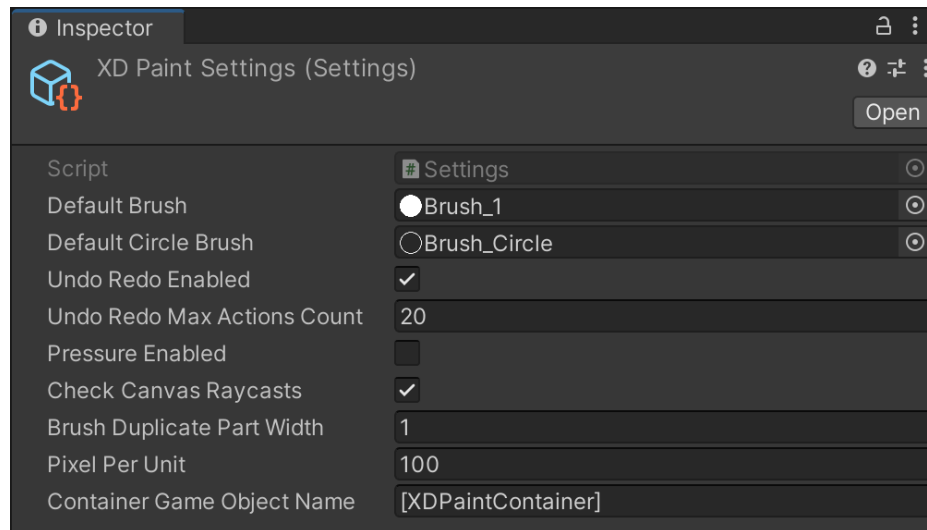 Inspector
XD Paint Settings (Settings)
Open
Script # Settings
Default Brush Brush_1
Default Circle Brush Brush_Circle
Undo Redo Enabled
Undo Redo Max Actions Count 20
Pressure Enabled
Check Canvas Raycasts
Brush Duplicate Part Width 1
Pixel Per Unit 100
Container Game Object Name [XDPaintContainer]